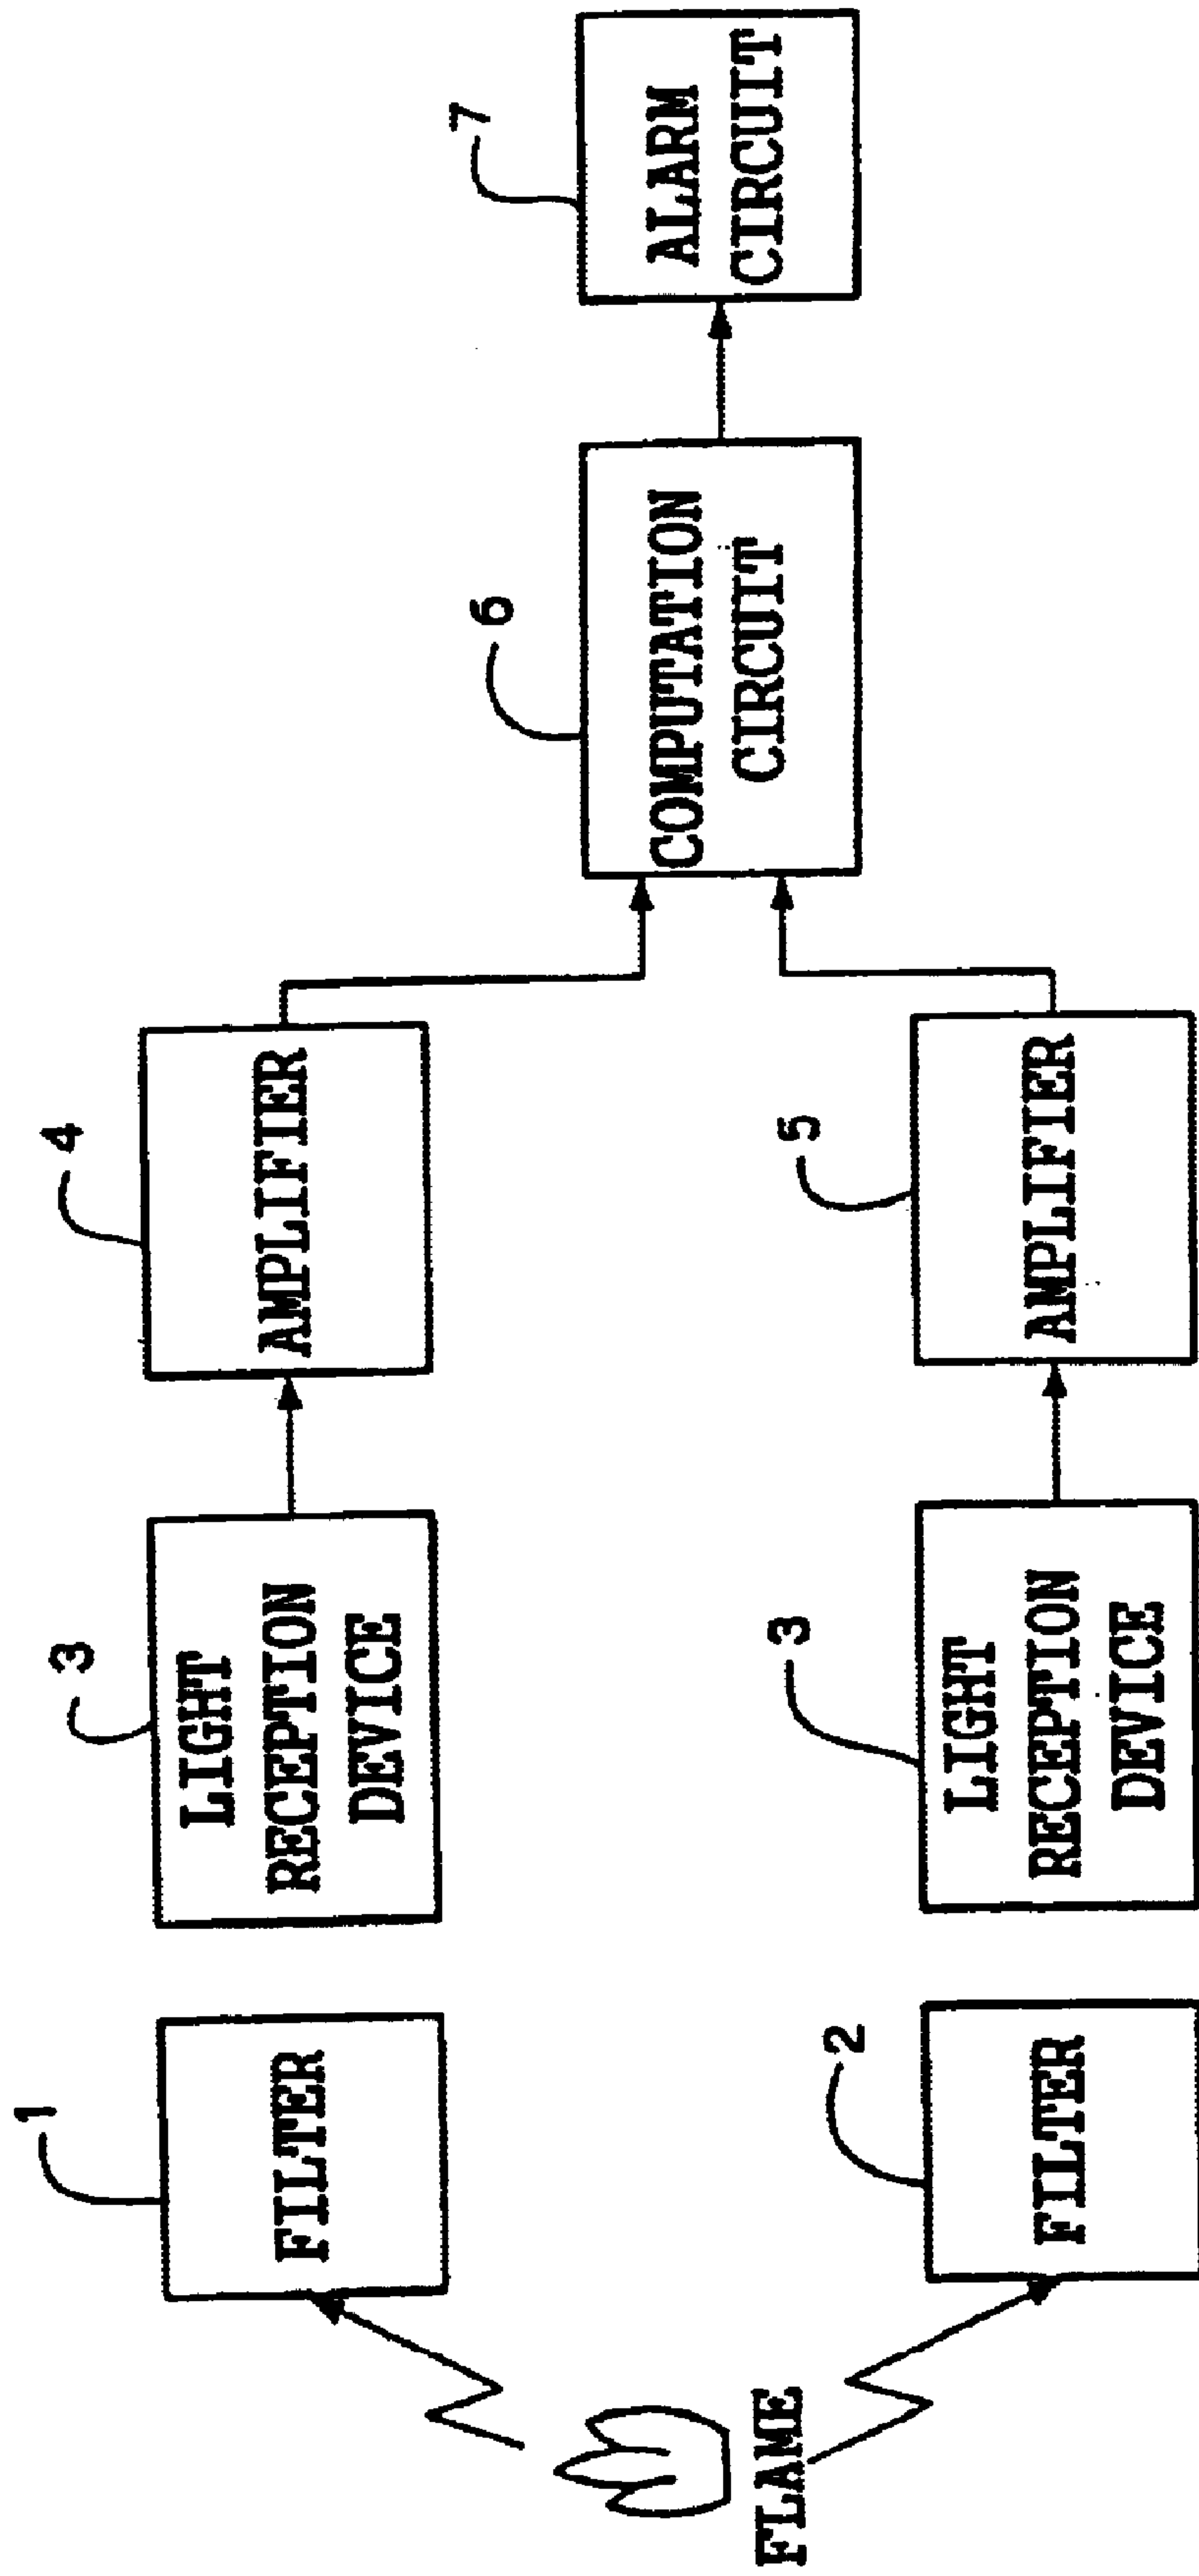 1
FILTER
3
LIGHT
RECEPTION
DEVICE
4
AMPLIFIER
FLAME
6
COMPUTATION
CIRCUIT
7
ALARM
CIRCUIT
2
FILTER
3
LIGHT
RECEPTION
DEVICE
5
AMPLIFIER